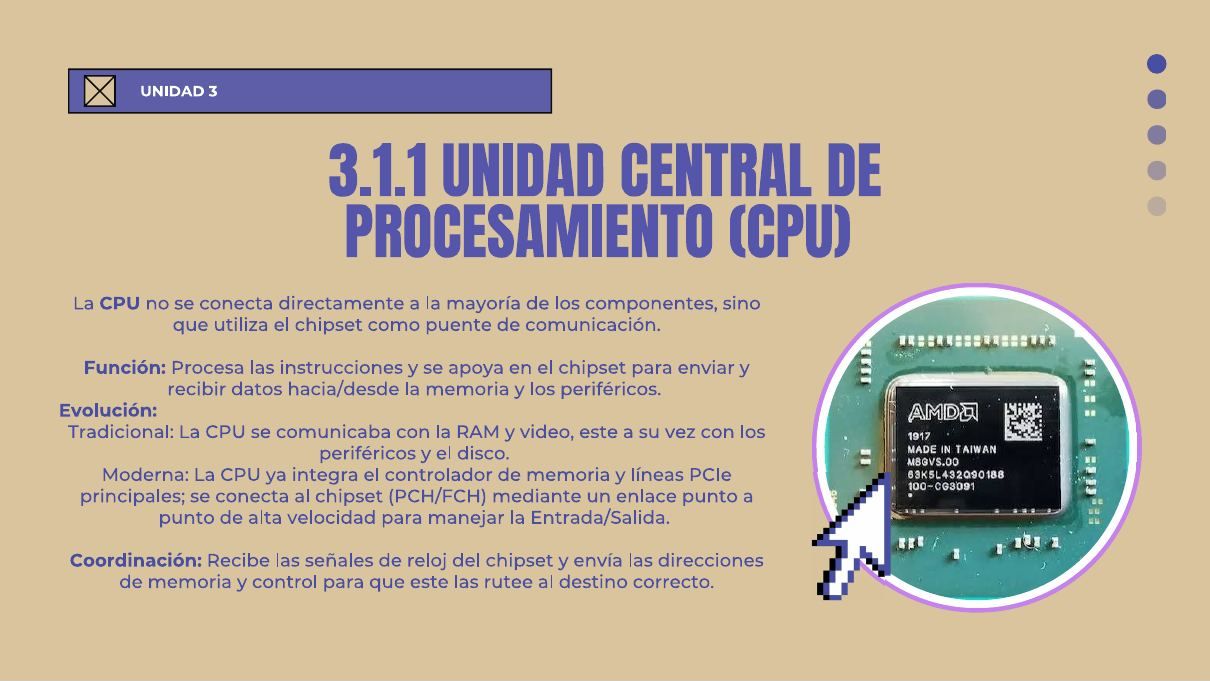 UNIDAD 3
3.1.1 UNIDAD CENTRAL DE
PROCESAMIENTO (CPU)
La CPU no se conecta directamente a la mayoría de los componentes, sino
que utiliza el chipset como puente de comunicación.
Función: Procesa las instrucciones y se apoya en el chipset para enviar y
recibir datos hacia/desde la memoria y los periféricos.
Evolución:
Tradicional: La CPU se comunicaba con la RAM y video, este a su vez con los
periféricos y el disco.
Moderna: La CPU ya integra el controlador de memoria y líneas PCIe
principales; se conecta al chipset (PCH/FCH) mediante un enlace punto a
punto de alta velocidad para manejar la Entrada/Salida.
Coordinación: Recibe las señales de reloj del chipset y envía las direcciones
de memoria y control para que este las rutee al destino correcto.
AMD
1917
MADE IN TAIWAN
M8GVS.00
63K5L432Q90188
100-CG3091